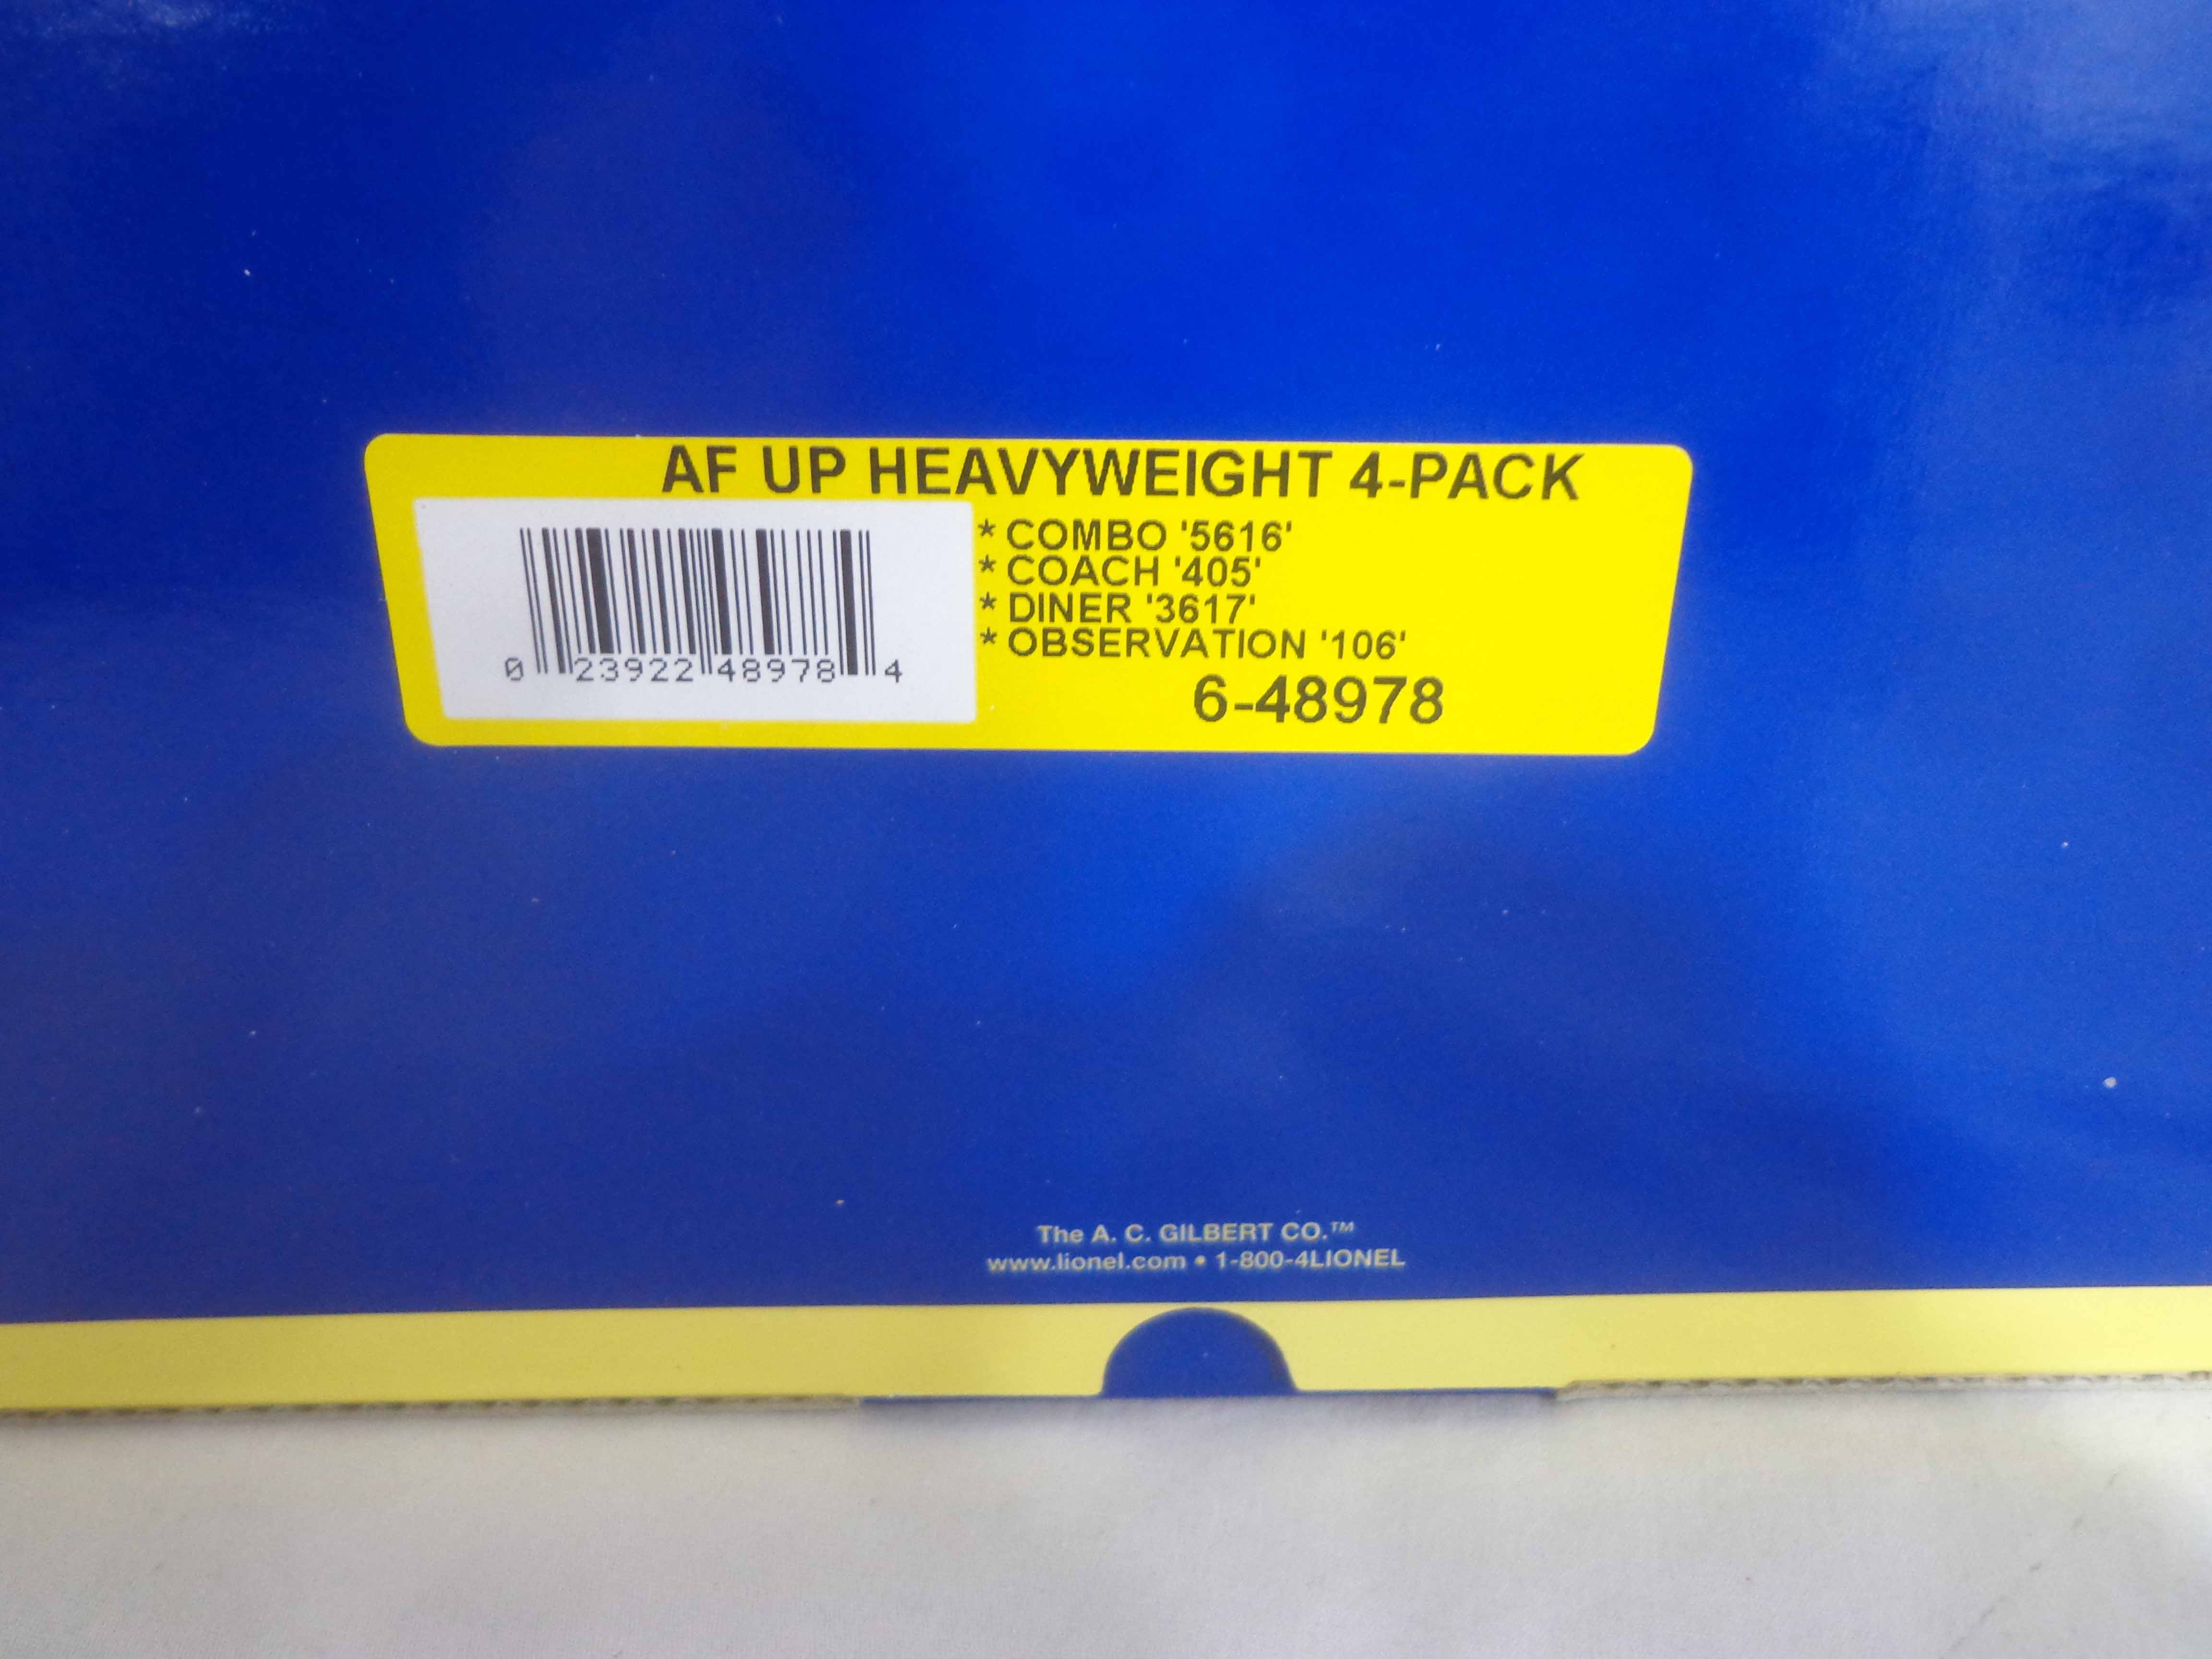 AF UP HEAVYWEIGHT 4-PACK
* COMBO '5616'
* COACH '405'
* DINER '3617'
* OBSERVATION '106'
6-48978
0 23922 48978 4
The A. C. GILBERT CO.™
www.lionel.com • 1-800-4LIONEL